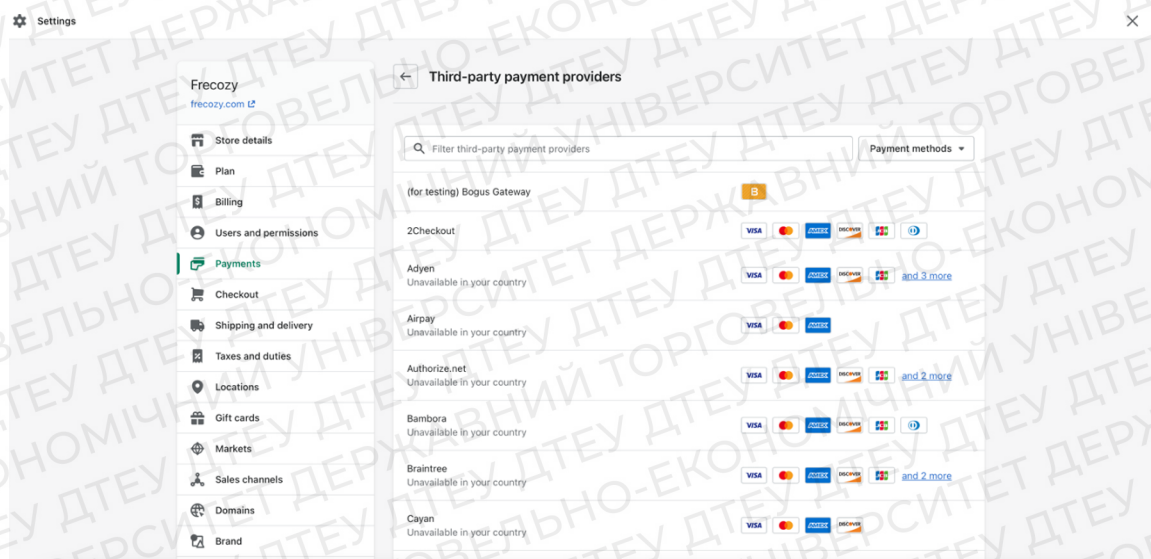 Settings
Frecozy
frecozy.com
Store details
Plan
Billing
Users and permissions
Payments
Checkout
Shipping and delivery
Taxes and duties
Locations
Gift cards
Markets
Sales channels
Domains
Brand
Third-party payment providers
Filter third-party payment providers
Payment methods
(for testing) Bogus Gateway
B
2Checkout
VISA AMEX DISCOVER JCB
Adyen
Unavailable in your country
VISA AMEX DISCOVER JCB and 3 more
Airpay
Unavailable in your country
VISA AMEX
Authorize.net
Unavailable in your country
VISA AMEX DISCOVER JCB and 2 more
Bambora
Unavailable in your country
VISA AMEX DISCOVER JCB
Braintree
Unavailable in your country
VISA AMEX DISCOVER JCB and 2 more
Cayan
Unavailable in your country
VISA AMEX DISCOVER